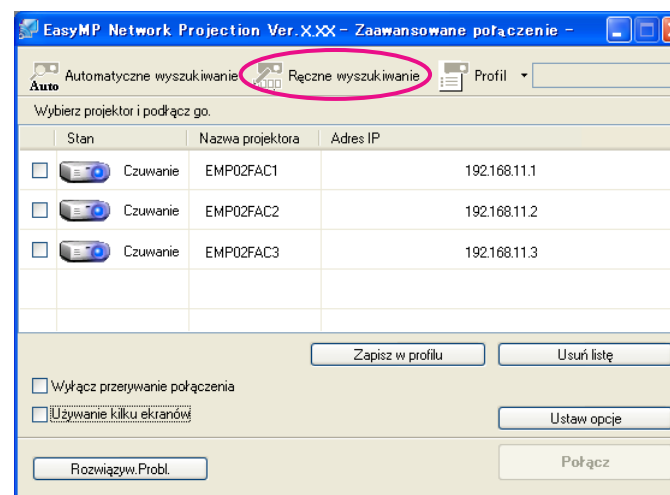 EasyMP Network Projection Ver.X.XX – Zaawansowane połączenie –
Auto Automatyczne wyszukiwanie Ręczne wyszukiwanie Profil
Wybierz projektor i podłącz go.
Stan Nazwa projektora Adres IP
Czuwanie EMP02FAC1 192.168.11.1
Czuwanie EMP02FAC2 192.168.11.2
Czuwanie EMP02FAC3 192.168.11.3
Zapisz w profilu Usuń listę
Wyłącz przerywanie połączenia
Używanie kilku ekranów
Ustaw opcje
Rozwiązyw.Probl. Połącz